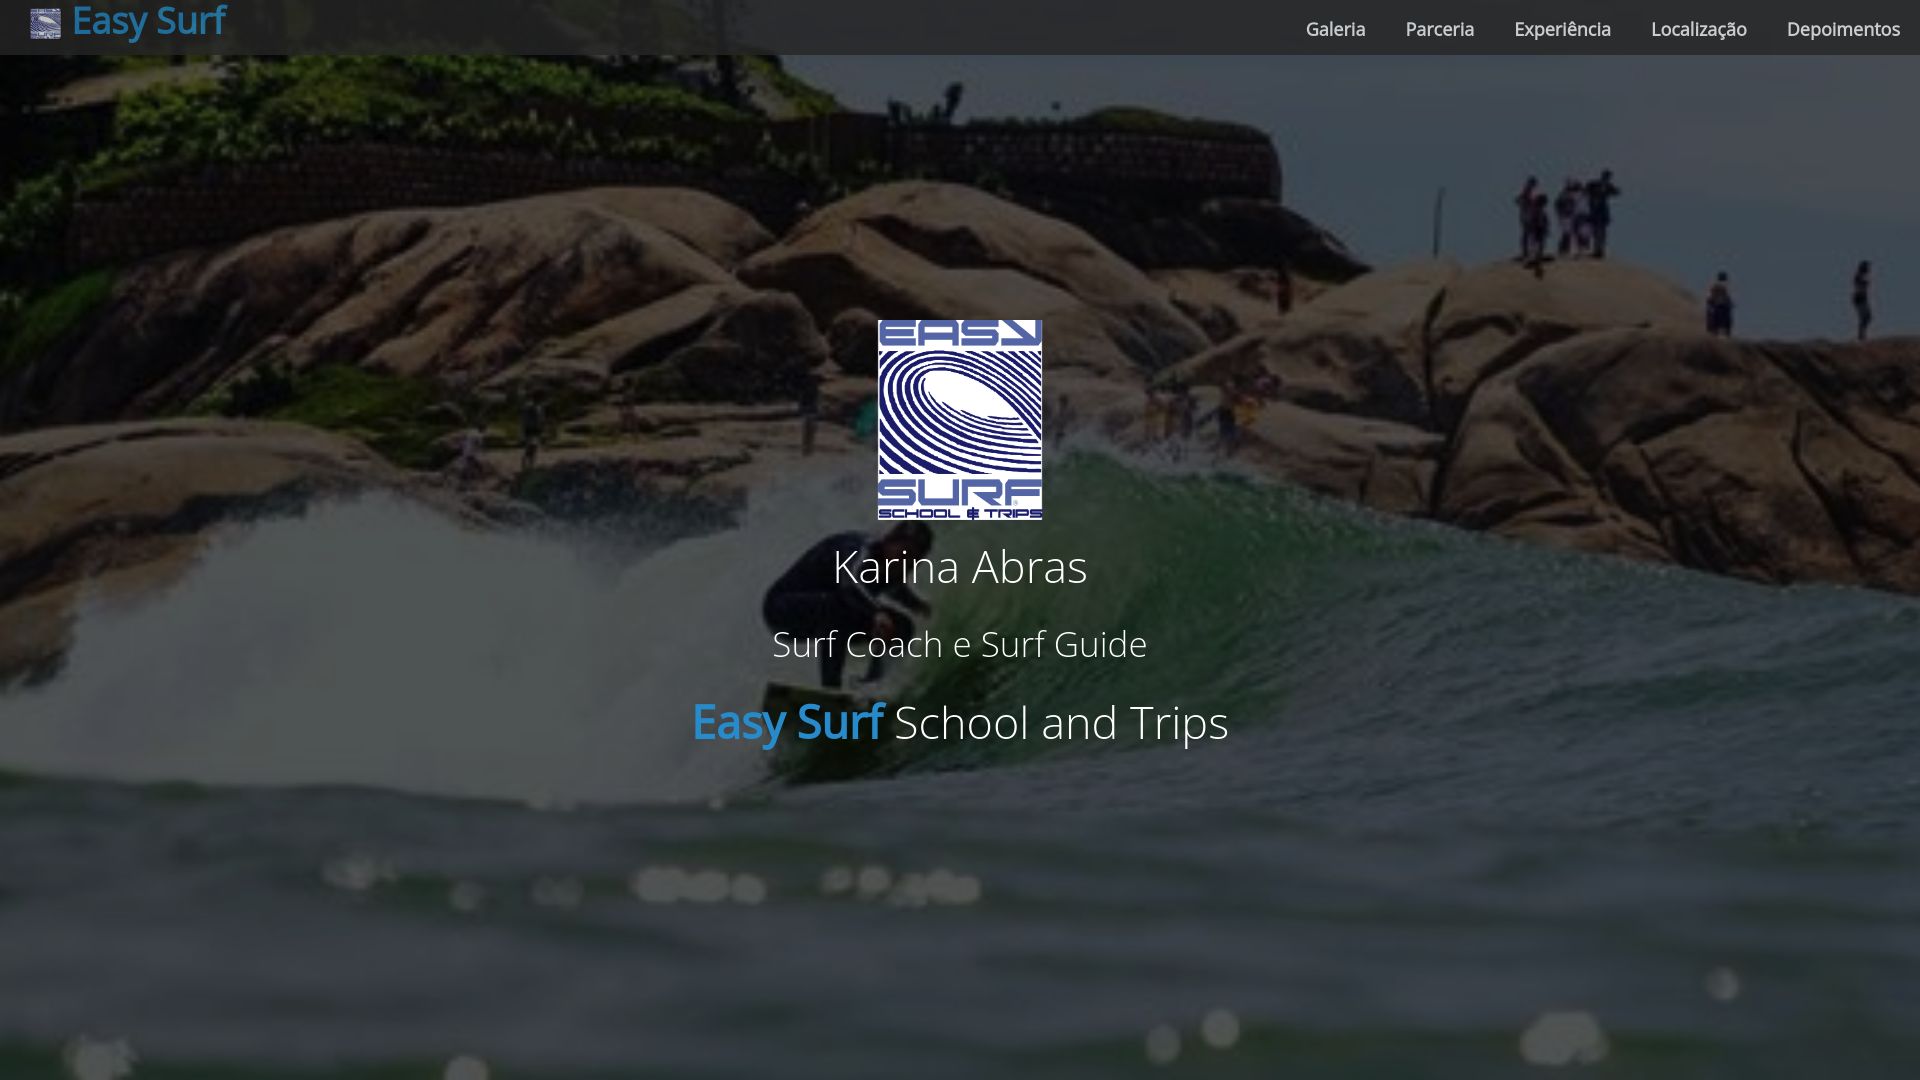 Easy Surf
Galeria Parceria Experiência Localização Depoimentos
EASY
SURF
SCHOOL & TRIPS
Karina Abras
Surf Coach e Surf Guide
Easy Surf School and Trips